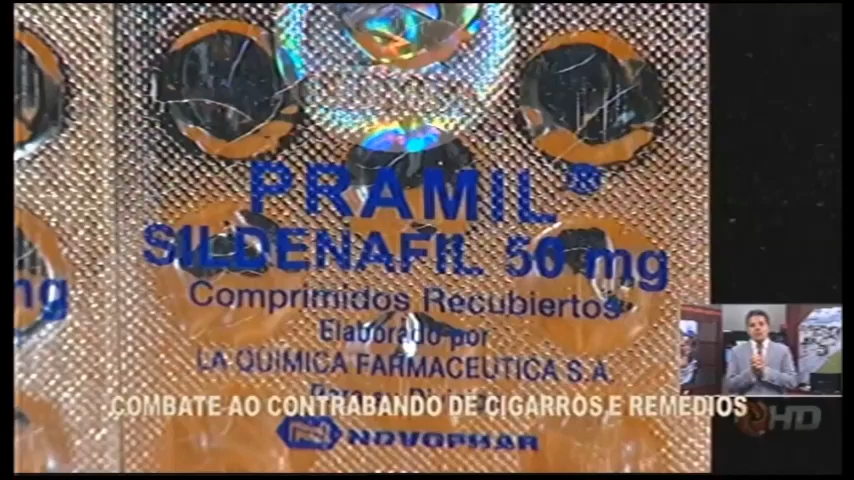 PRAMIL®
SILDENAFIL 50 mg
ng
Comprimidos Recubiertos
Elaborado por
LA QUIMICA FARMACEUTICA S.A.
COMBATE AO CONTRABANDO DE CIGARROS E REMÉDIOS
HD
NOVOPHAR